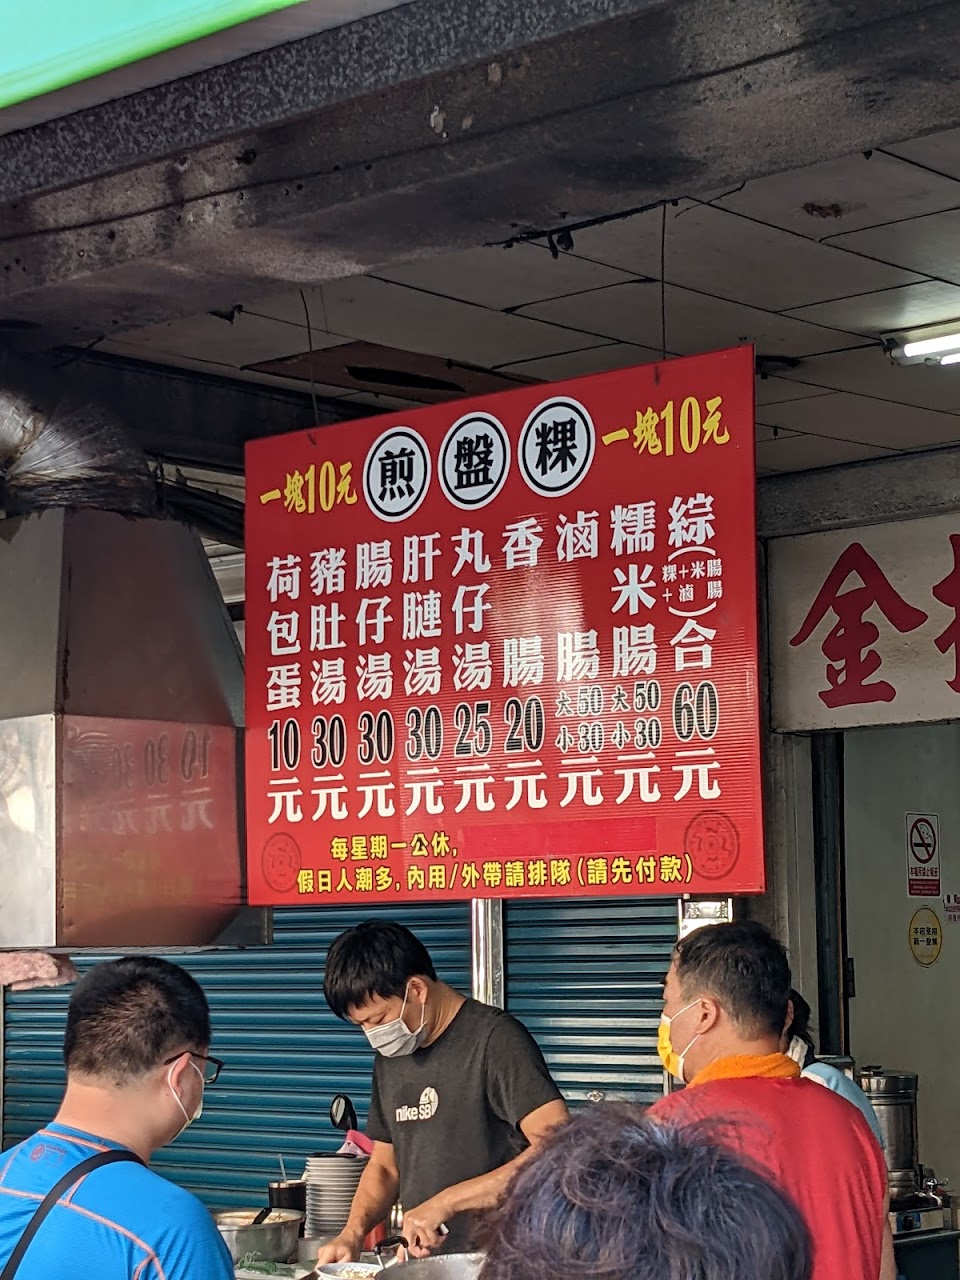 一塊10元 煎盤粿 一塊10元
綜(粿+米腸+滷腸)合 60元
糯米腸 大50 小30元
滷腸 大50 小30元
香腸 20元
丸仔湯 25元
肝腱湯 30元
腸仔湯 30元
豬肚湯 30元
荷包蛋 10元
每星期一公休,
假日人潮多,內用/外帶請排隊(請先付款)
金
nikeSB